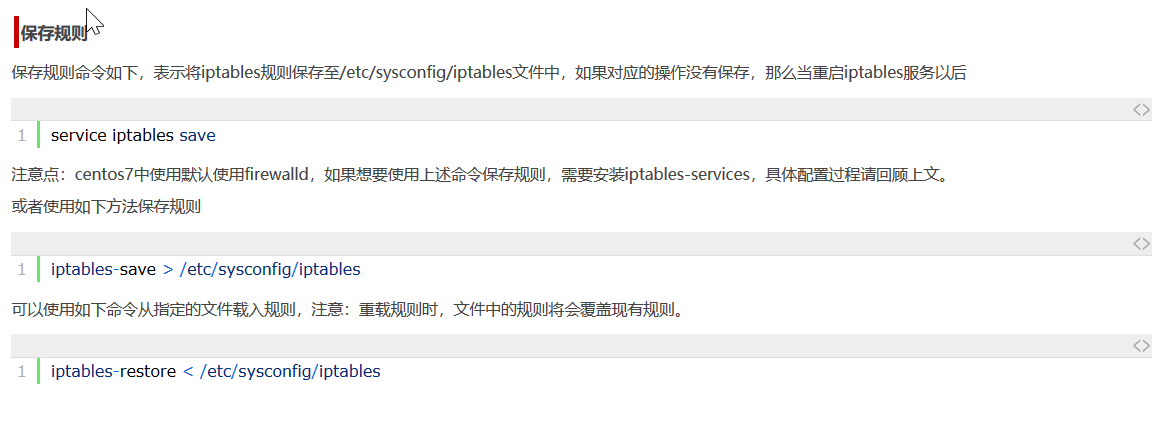 保存规则
保存规则命令如下，表示将iptables规则保存至/etc/sysconfig/iptables文件中，如果对应的操作没有保存，那么当重启iptables服务以后
<>
1 service iptables save
注意点：centos7中使用默认使用firewalld，如果想要使用上述命令保存规则，需要安装iptables-services，具体配置过程请回顾上文。
或者使用如下方法保存规则
<>
1 iptables-save > /etc/sysconfig/iptables
可以使用如下命令从指定的文件载入规则，注意：重载规则时，文件中的规则将会覆盖现有规则。
<>
1 iptables-restore < /etc/sysconfig/iptables